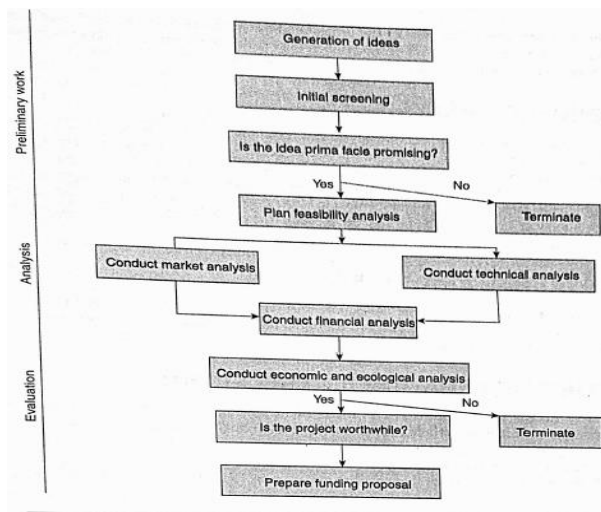 Preliminary work
Analysis
Evaluation
Generation of ideas
Initial screening
Is the idea prima facie promising?
Yes
No
Plan feasibility analysis
Terminate
Conduct market analysis
Conduct technical analysis
Conduct financial analysis
Conduct economic and ecological analysis
Yes
No
Is the project worthwhile?
Terminate
Prepare funding proposal